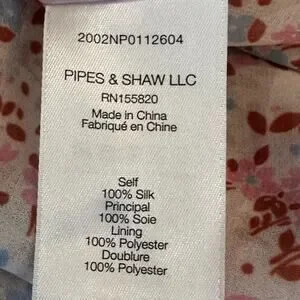 2002NP0112604
PIPES & SHAW LLC
RN155820
Made in China
Fabriqué en Chine
Self
100% Silk
Principal
100% Soie
Lining
100% Polyester
Doublure
100% Polyester